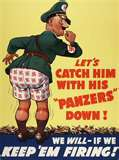 LET'S
CATCH HIM
WITH HIS
"PANZERS"
DOWN!
WE WILL-IF WE
KEEP 'EM FIRING!